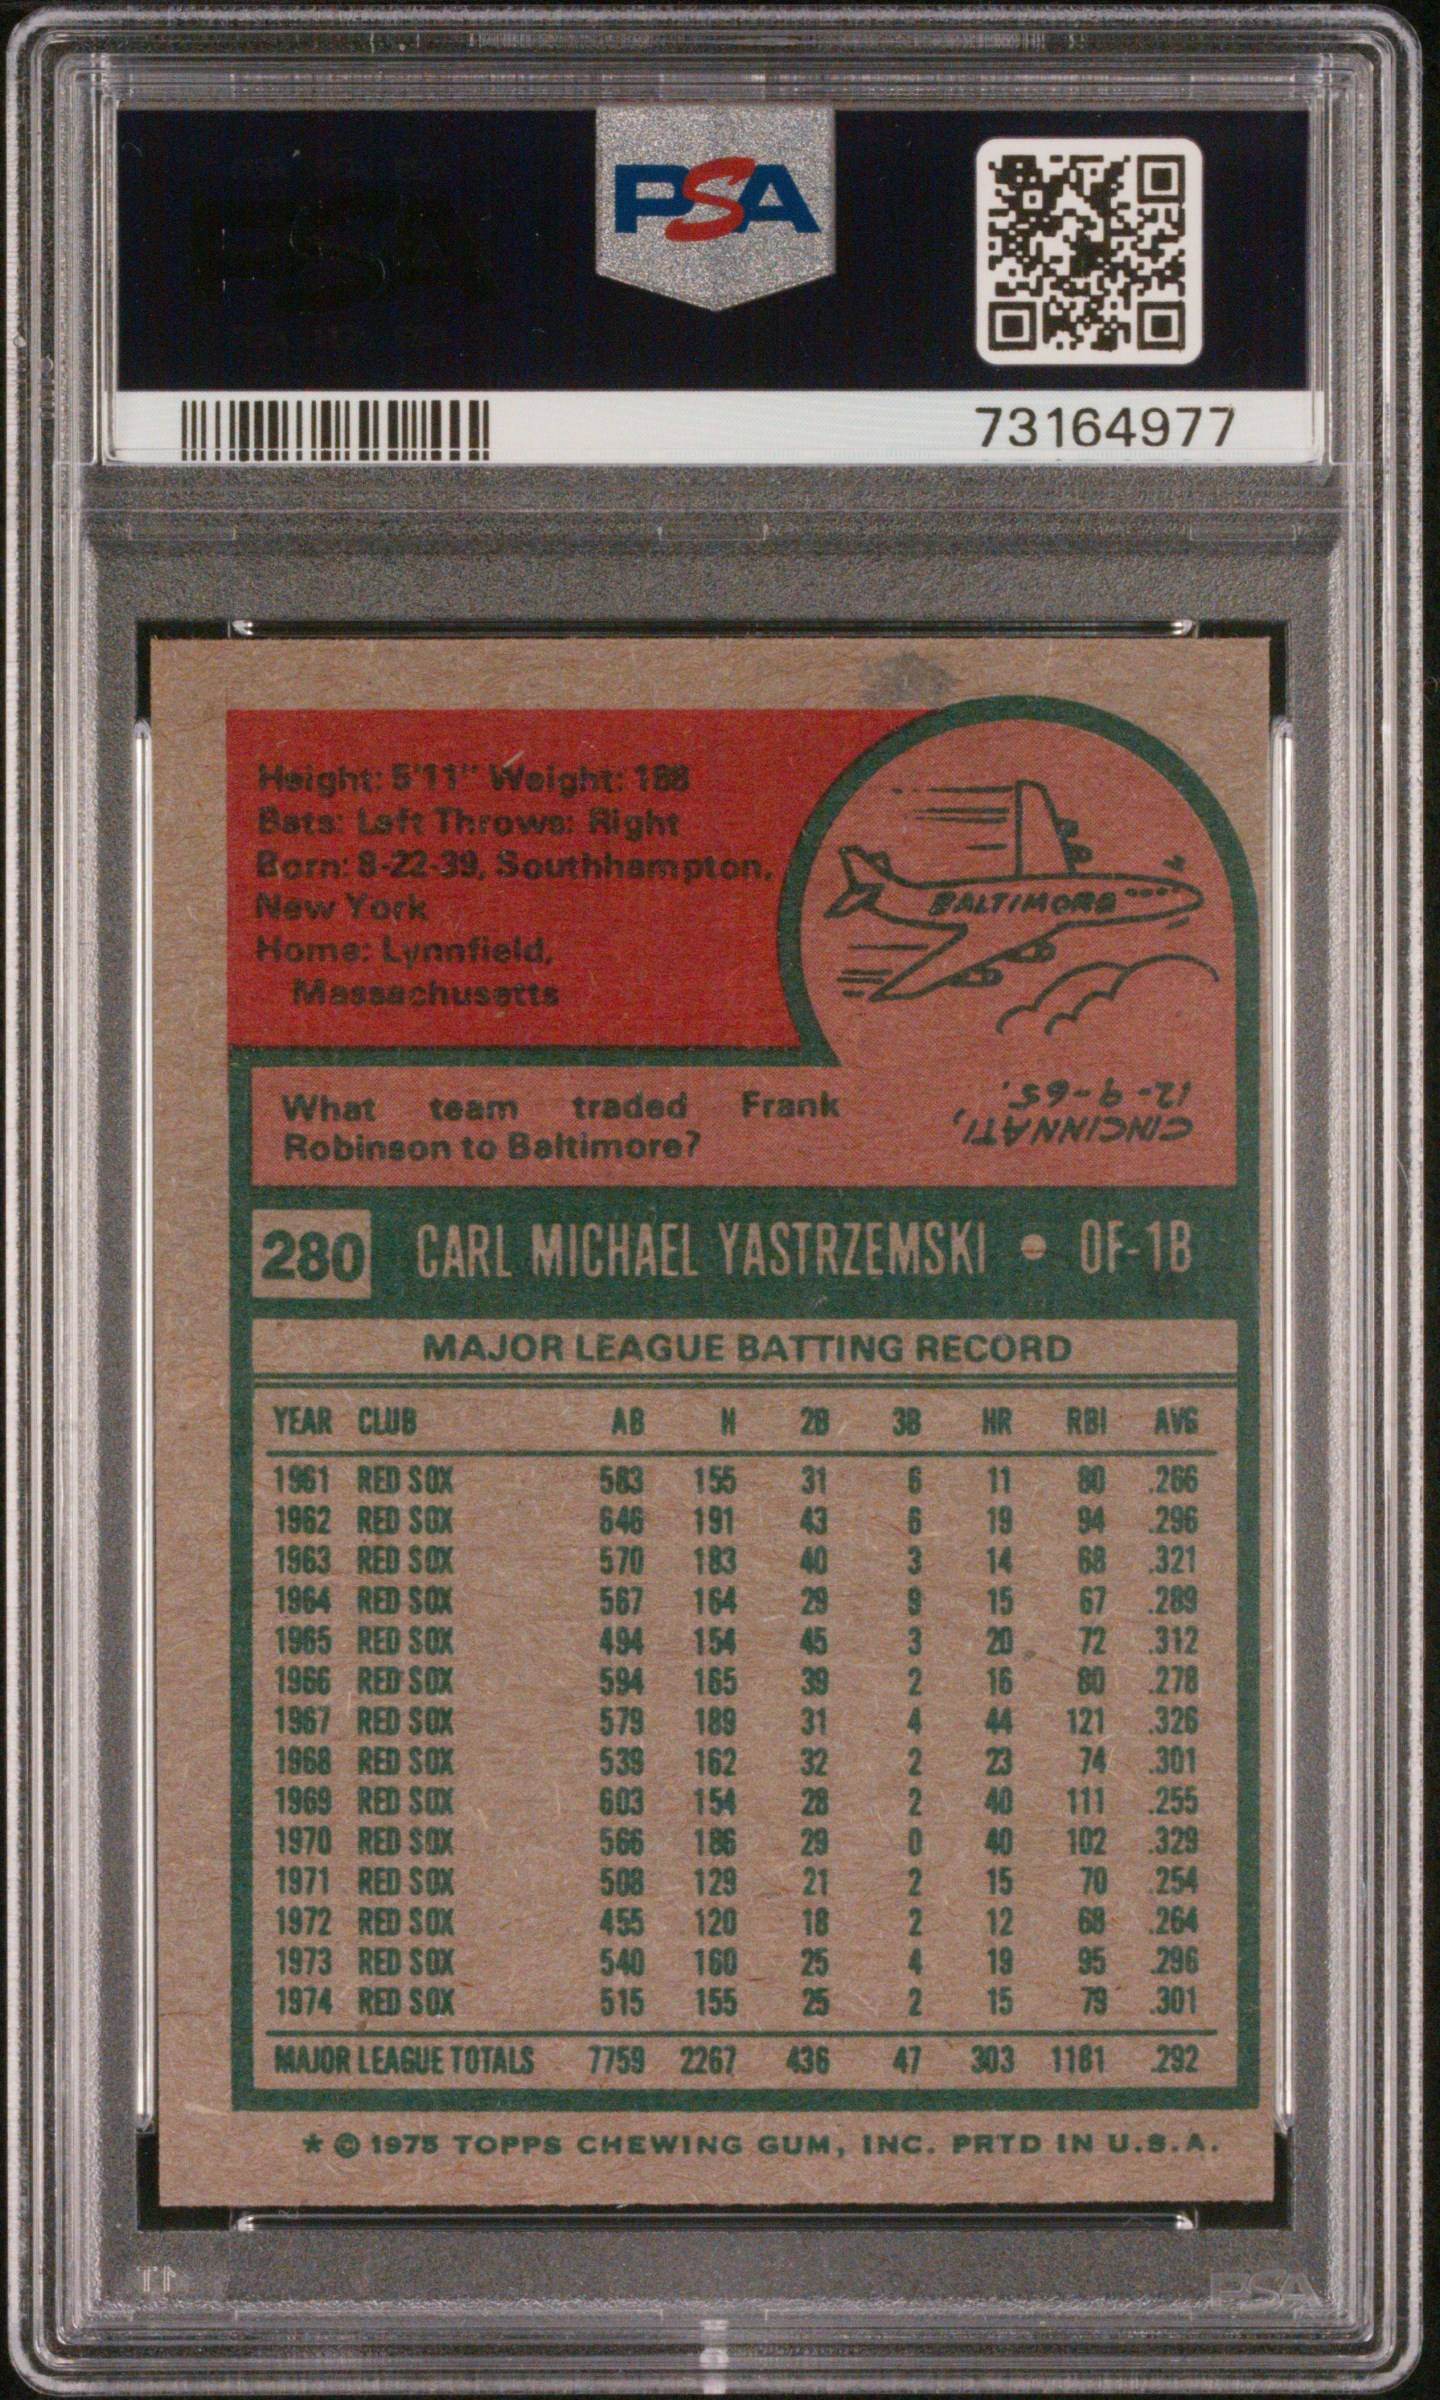 PSA
73164977
Height: 5'11" Weight: 188
Bats: Left Throws: Right
Born: 8-22-39, Southhampton,
New York
Home: Lynnfield,
Massachusetts
BALTIMORE
What team traded Frank
Robinson to Baltimore?
CINCINNATI,
12-9-65.
280 CARL MICHAEL YASTRZEMSKI • OF-1B
MAJOR LEAGUE BATTING RECORD
YEAR CLUB AB H 2B 3B HR RBI AVG
1961 RED SOX 583 155 31 6 11 80 .266
1962 RED SOX 646 191 43 6 19 94 .296
1963 RED SOX 570 183 40 3 14 68 .321
1964 RED SOX 567 164 29 9 15 67 .289
1965 RED SOX 494 154 45 3 20 72 .312
1966 RED SOX 594 165 39 2 16 80 .278
1967 RED SOX 579 189 31 4 44 121 .326
1968 RED SOX 539 162 32 2 23 74 .301
1969 RED SOX 603 154 28 2 40 111 .255
1970 RED SOX 566 186 29 0 40 102 .329
1971 RED SOX 508 129 21 2 15 70 .254
1972 RED SOX 455 120 18 2 12 68 .264
1973 RED SOX 540 160 25 4 19 95 .296
1974 RED SOX 515 155 25 2 15 79 .301
MAJOR LEAGUE TOTALS 7759 2267 436 47 303 1181 .292
* © 1975 TOPPS CHEWING GUM, INC. PRTD IN U.S.A.
PSA